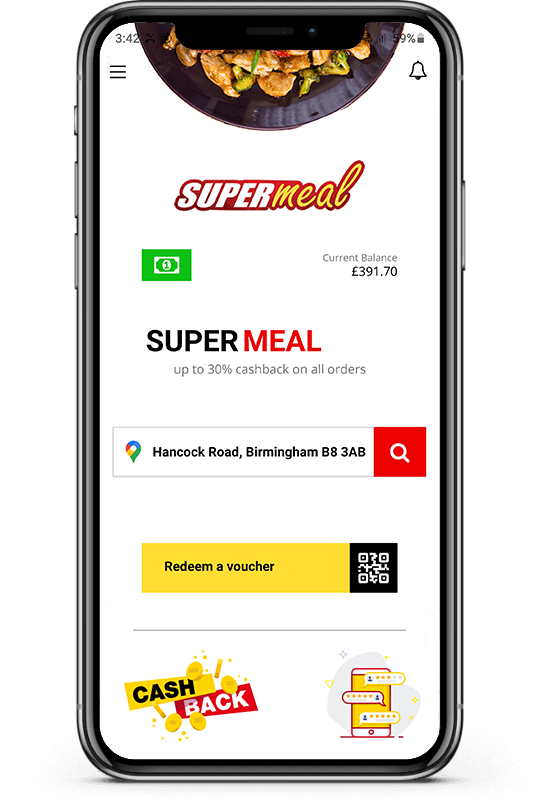 3:42
59%
SUPERmeal
1
Current Balance
£391.70
SUPER MEAL
up to 30% cashback on all orders
Hancock Road, Birmingham B8 3AB
Redeem a voucher
CASH
BACK